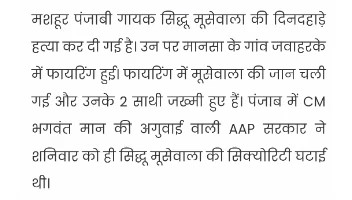 मशहूर पंजाबी गायक सिद्धू मूसेवाला की दिनदहाड़े
हत्या कर दी गई है। उन पर मानसा के गांव जवाहरके
में फायरिंग हुई। फायरिंग में मूसेवाला की जान चली
गई और उनके 2 साथी जख्मी हुए हैं। पंजाब में CM
भगवंत मान की अगुवाई वाली AAP सरकार ने
शनिवार को ही सिद्धू मूसेवाला की सिक्योरिटी घटाई
थी।